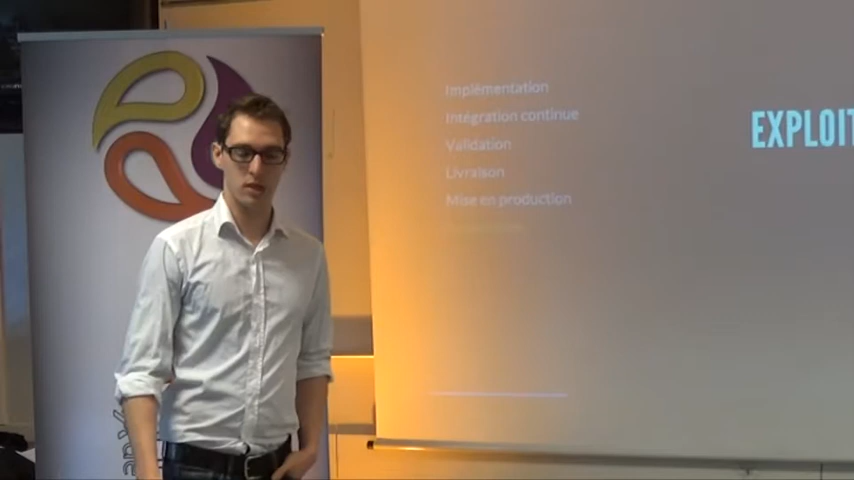 Implémentation
Intégration continue
Validation
Livraison
Mise en production
EXPLOIT